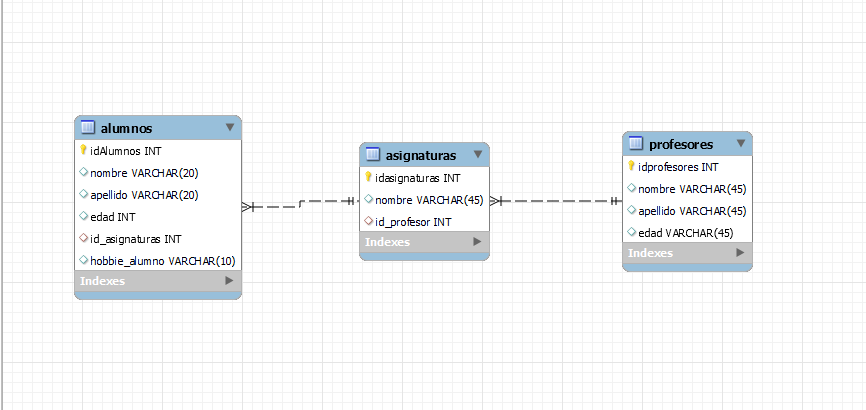 alumnos
idAlumnos INT
nombre VARCHAR(20)
apellido VARCHAR(20)
edad INT
id_asignaturas INT
hobbie_alumno VARCHAR(10)
Indexes
asignaturas
idasignaturas INT
nombre VARCHAR(45)
id_profesor INT
Indexes
profesores
idprofesores INT
nombre VARCHAR(45)
apellido VARCHAR(45)
edad VARCHAR(45)
Indexes